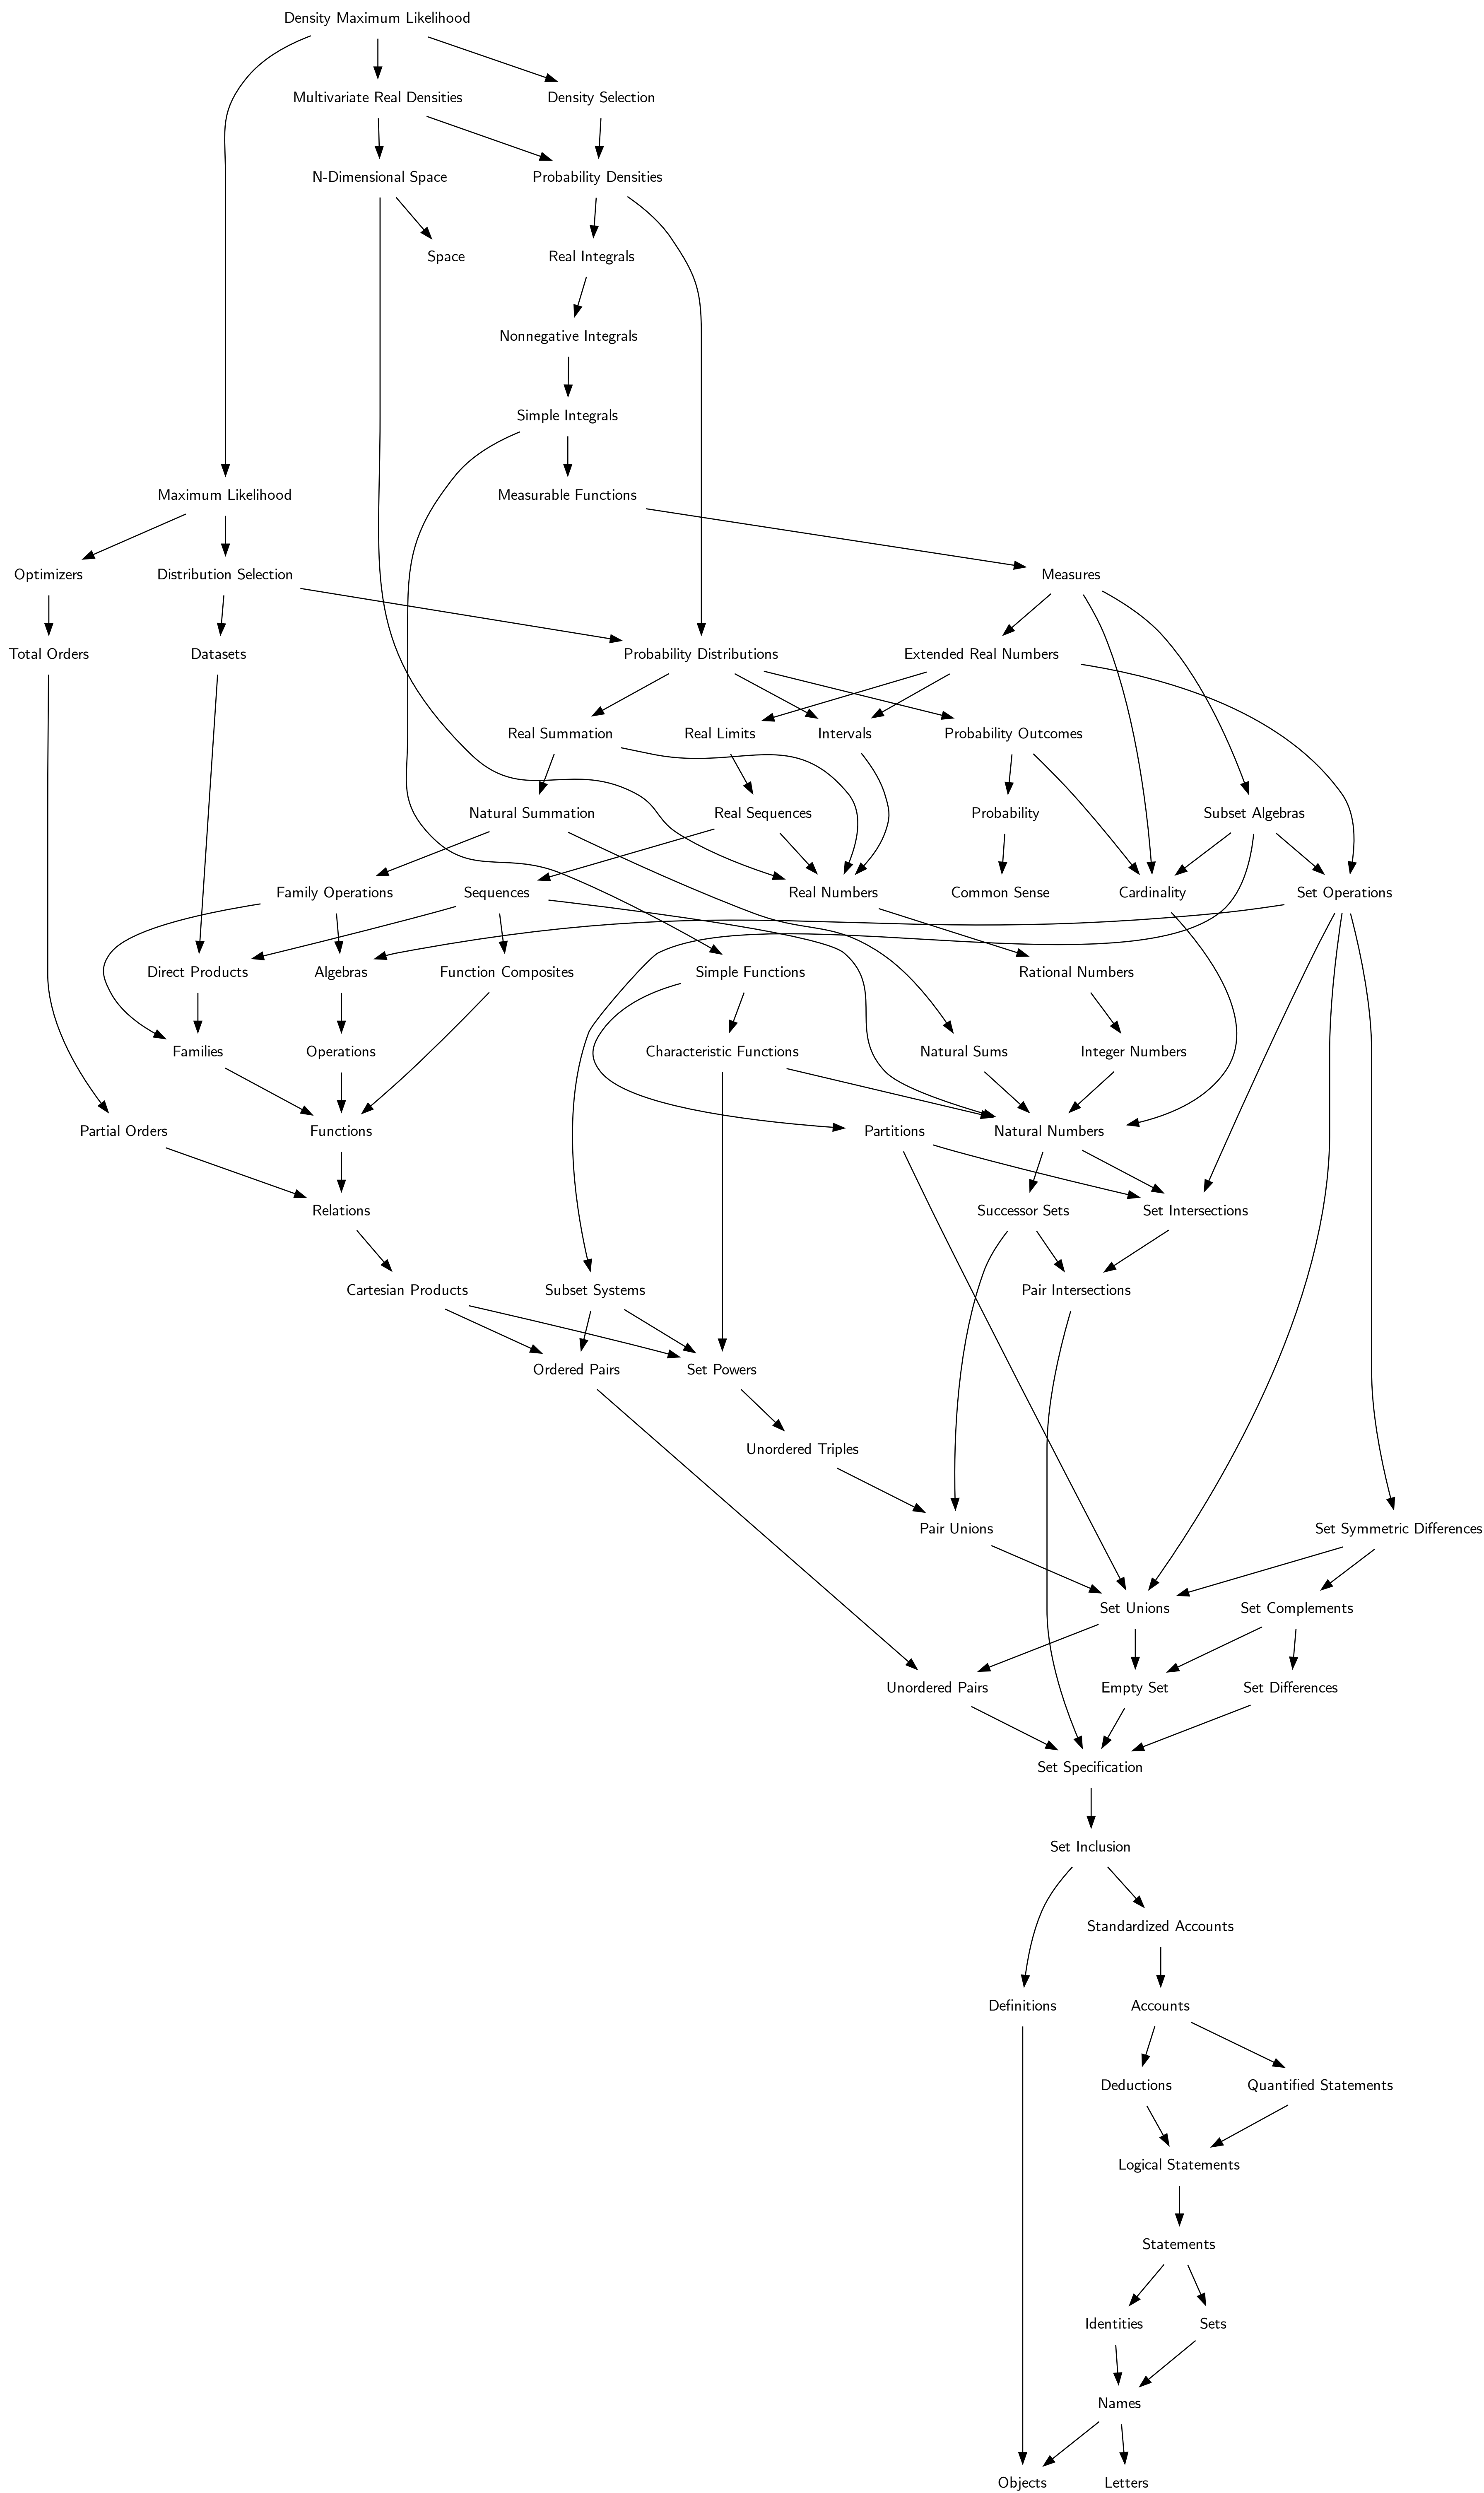 Density Maximum Likelihood
Multivariate Real Densities
Density Selection
N-Dimensional Space
Probability Densities
Space
Real Integrals
Nonnegative Integrals
Simple Integrals
Maximum Likelihood
Measurable Functions
Optimizers
Distribution Selection
Measures
Total Orders
Datasets
Probability Distributions
Extended Real Numbers
Real Summation
Real Limits
Intervals
Probability Outcomes
Natural Summation
Real Sequences
Probability
Subset Algebras
Family Operations
Sequences
Real Numbers
Common Sense
Cardinality
Set Operations
Direct Products
Algebras
Function Composites
Simple Functions
Rational Numbers
Families
Operations
Characteristic Functions
Natural Sums
Integer Numbers
Partial Orders
Functions
Partitions
Natural Numbers
Relations
Successor Sets
Set Intersections
Cartesian Products
Subset Systems
Pair Intersections
Ordered Pairs
Set Powers
Unordered Triples
Pair Unions
Set Symmetric Differences
Set Unions
Set Complements
Unordered Pairs
Empty Set
Set Differences
Set Specification
Set Inclusion
Standardized Accounts
Definitions
Accounts
Deductions
Quantified Statements
Logical Statements
Statements
Identities
Sets
Names
Objects
Letters